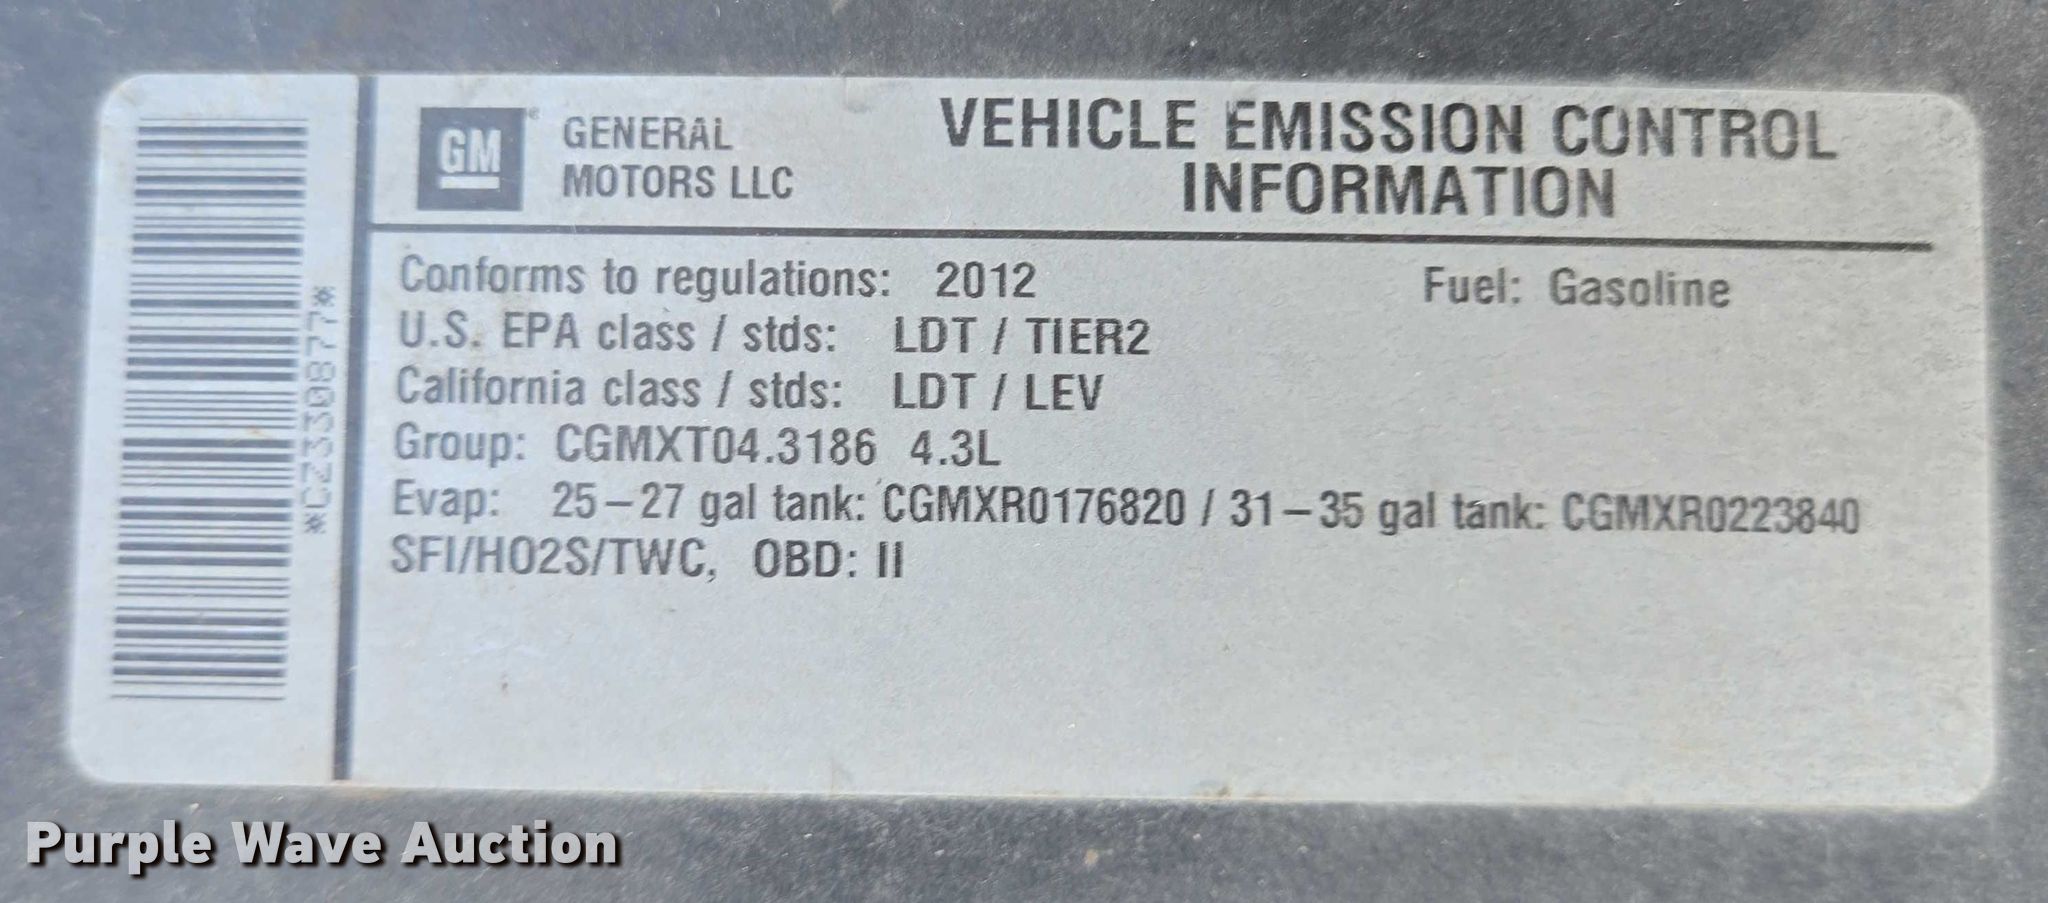 *CZ330877*
GM
GENERAL
MOTORS LLC
VEHICLE EMISSION CONTROL
INFORMATION
Conforms to regulations: 2012 Fuel: Gasoline
U.S. EPA class / stds: LDT / TIER2
California class / stds: LDT / LEV
Group: CGMXT04.3186 4.3L
Evap: 25-27 gal tank: CGMXR0176820 / 31-35 gal tank: CGMXR0223840
SFI/HO2S/TWC, OBD: II
Purple Wave Auction